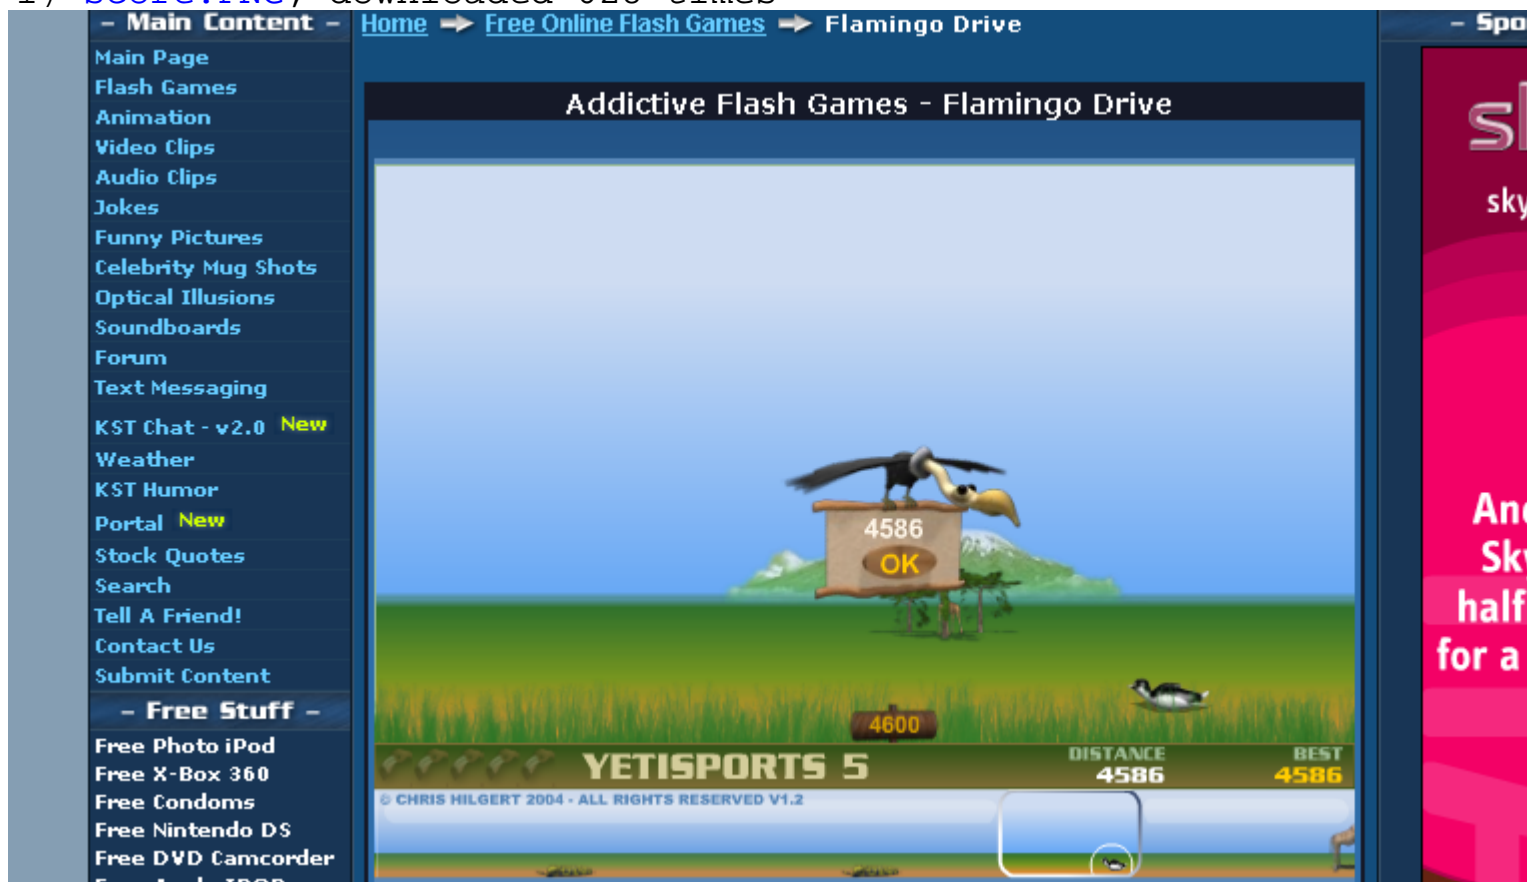 - Main Content -
Main Page
Flash Games
Animation
Video Clips
Audio Clips
Jokes
Funny Pictures
Celebrity Mug Shots
Optical Illusions
Soundboards
Forum
Text Messaging
KST Chat - v2.0 New
Weather
KST Humor
Portal New
Stock Quotes
Search
Tell A Friend!
Contact Us
Submit Content
- Free Stuff -
Free Photo iPod
Free X-Box 360
Free Condoms
Free Nintendo DS
Free DVD Camcorder
Home Free Online Flash Games Flamingo Drive
Addictive Flash Games - Flamingo Drive
4586
OK
4600
YETISPORTS 5
DISTANCE
4586
BEST
4586
© CHRIS HILGERT 2004 - ALL RIGHTS RESERVED V1.2
sky
half
for a